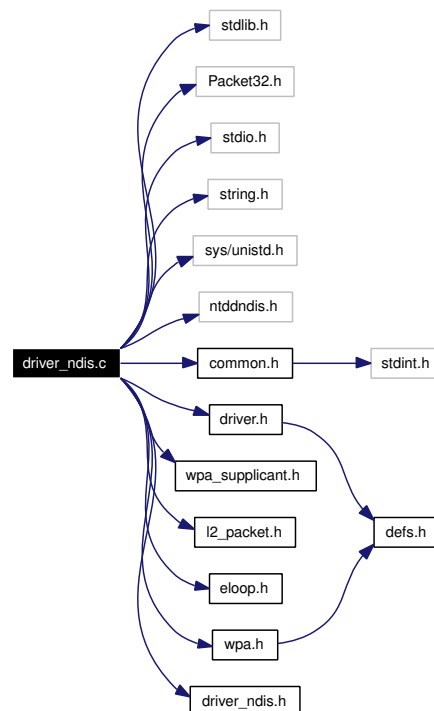 stdlib.h
Packet32.h
stdio.h
string.h
sys/unistd.h
ntddndis.h
driver_ndis.c
common.h
stdint.h
driver.h
wpa_supplicant.h
l2_packet.h
defs.h
eloop.h
wpa.h
driver_ndis.h